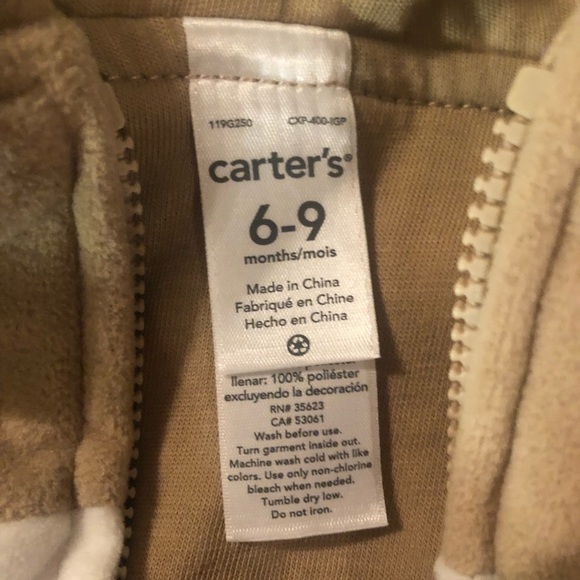 119G250 CXP-400-IGP
carter's®
6-9
months/mois
Made in China
Fabriqué en Chine
Hecho en China
llenar: 100% poliéster
excluyendo la decoración
RN# 35623
CA# 53061
Wash before use.
Turn garment inside out.
Machine wash cold with like
colors. Use only non-chlorine
bleach when needed.
Tumble dry low.
Do not iron.